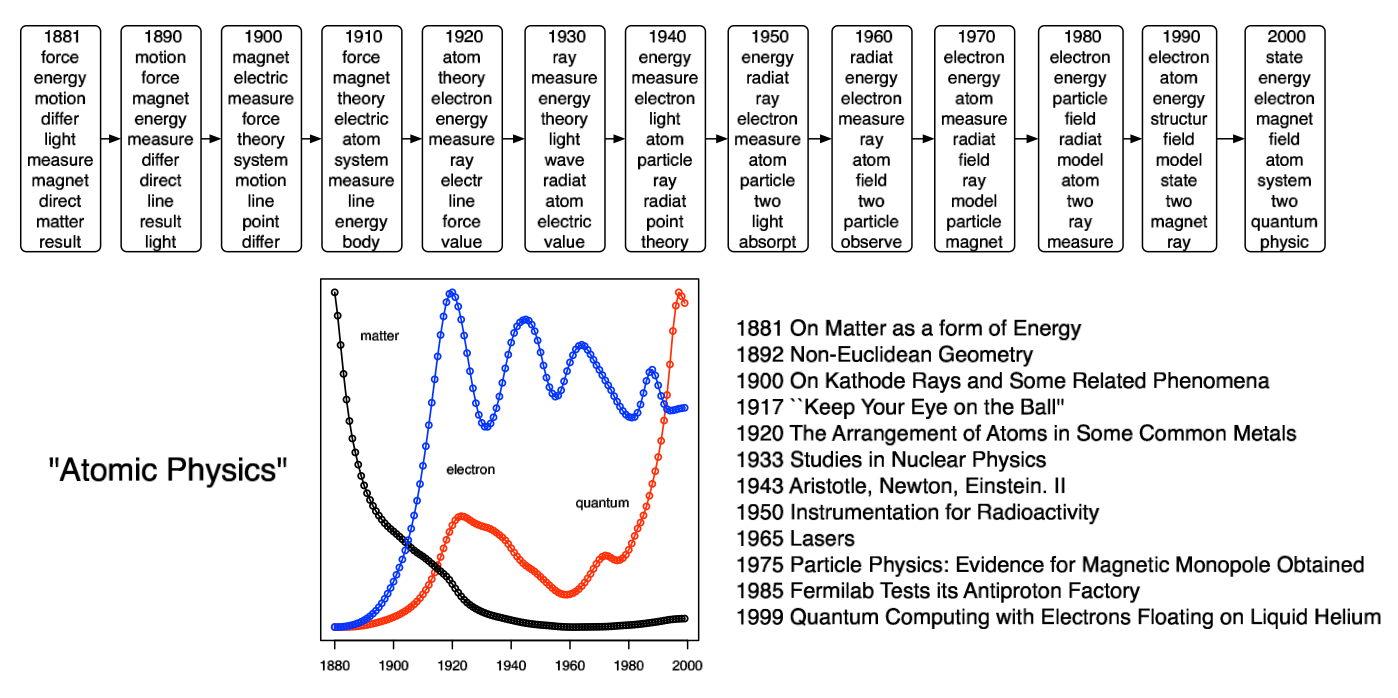 1881
force
energy
motion
differ
light
measure
magnet
direct
matter
result
1890
motion
force
magnet
energy
measure
differ
direct
line
result
light
1900
magnet
electric
measure
force
theory
system
motion
line
point
differ
1910
force
magnet
theory
electric
atom
system
measure
line
energy
body
1920
atom
theory
electron
energy
measure
ray
electr
line
force
value
1930
ray
measure
energy
theory
light
wave
radiat
atom
electric
value
1940
energy
measure
electron
light
atom
particle
ray
radiat
point
theory
1950
energy
radiat
ray
electron
measure
atom
particle
two
light
absorpt
1960
radiat
energy
electron
measure
ray
atom
field
two
particle
observe
1970
electron
energy
atom
measure
radiat
field
ray
model
particle
magnet
1980
electron
energy
particle
field
radiat
model
atom
two
ray
measure
1990
electron
atom
energy
structur
field
model
state
two
magnet
ray
2000
state
energy
electron
magnet
field
atom
system
two
quantum
physic
"Atomic Physics"
matter
electron
quantum
1880 1900 1920 1940 1960 1980 2000
1881 On Matter as a form of Energy
1892 Non-Euclidean Geometry
1900 On Kathode Rays and Some Related Phenomena
1917 ``Keep Your Eye on the Ball''
1920 The Arrangement of Atoms in Some Common Metals
1933 Studies in Nuclear Physics
1943 Aristotle, Newton, Einstein. II
1950 Instrumentation for Radioactivity
1965 Lasers
1975 Particle Physics: Evidence for Magnetic Monopole Obtained
1985 Fermilab Tests its Antiproton Factory
1999 Quantum Computing with Electrons Floating on Liquid Helium